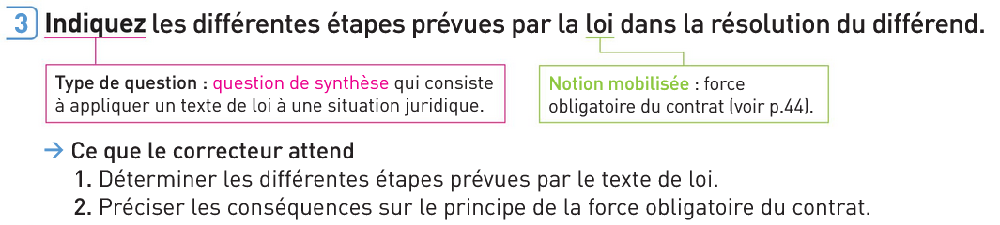 3 Indiquez les différentes étapes prévues par la loi dans la résolution du différend.
Type de question : question de synthèse qui consiste
à appliquer un texte de loi à une situation juridique.
Notion mobilisée : force
obligatoire du contrat (voir p.44).
→ Ce que le correcteur attend
1. Déterminer les différentes étapes prévues par le texte de loi.
2. Préciser les conséquences sur le principe de la force obligatoire du contrat.